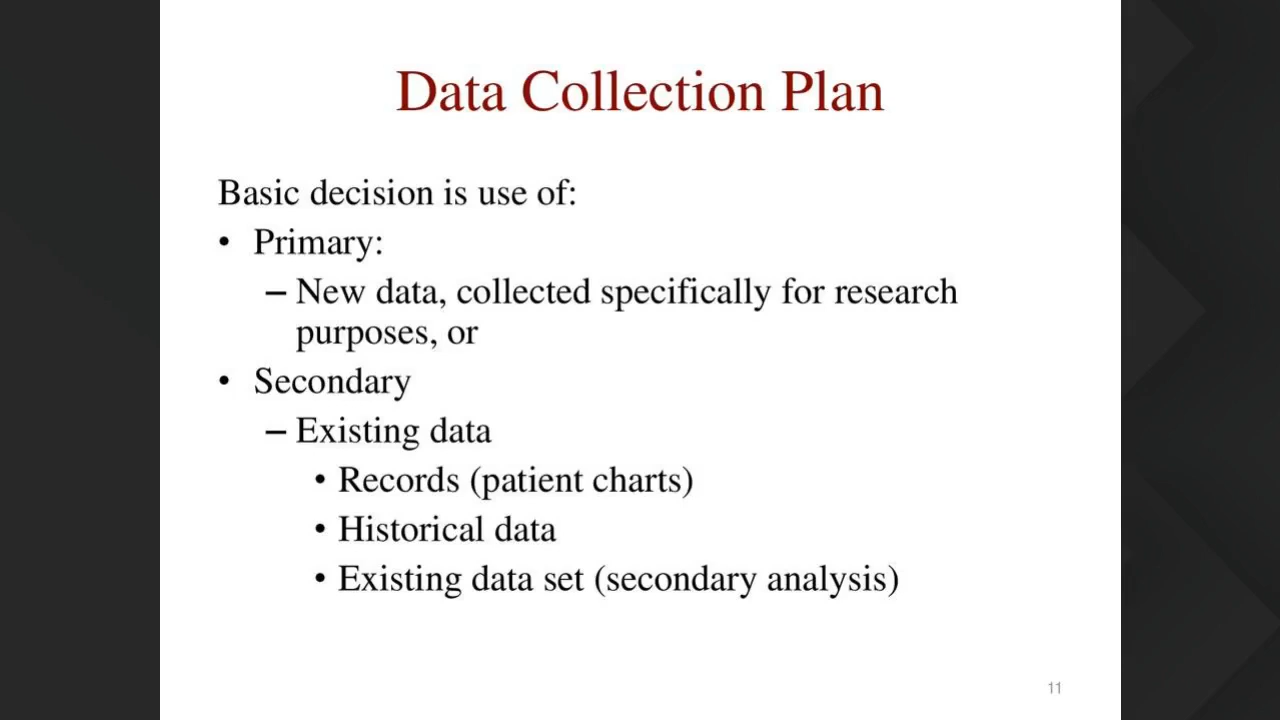 Data Collection Plan
Basic decision is use of:
• Primary:
– New data, collected specifically for research
purposes, or
• Secondary
– Existing data
• Records (patient charts)
• Historical data
• Existing data set (secondary analysis)
11